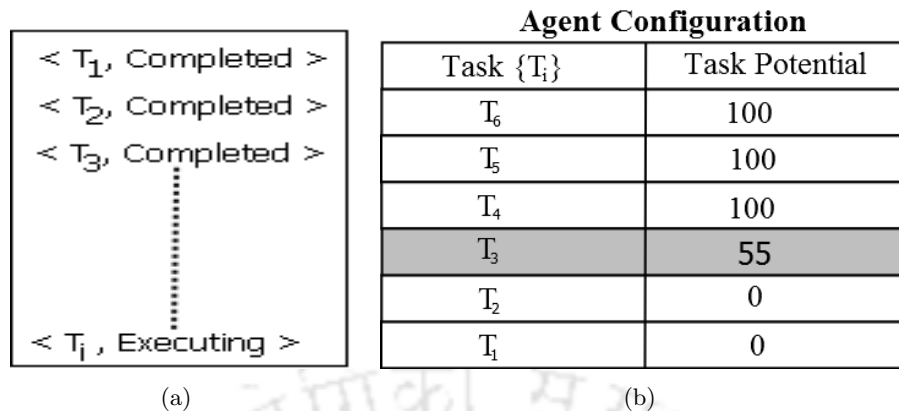 < T1, Completed >
< T2, Completed >
< T3, Completed >
< Ti , Executing >
(a)
Agent Configuration
Task {Ti} Task Potential
T6 100
T5 100
T4 100
T3 55
T2 0
T1 0
(b)